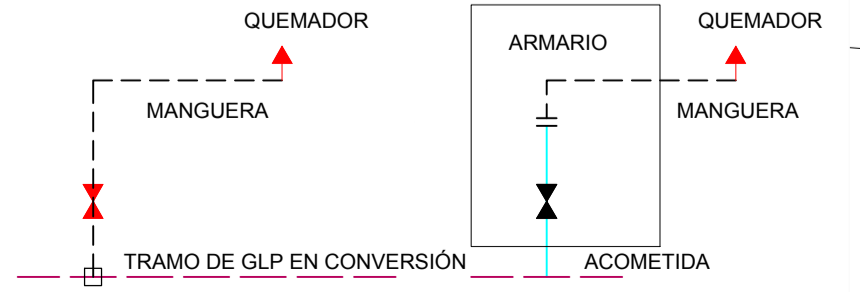 QUEMADOR
QUEMADOR
ARMARIO
MANGUERA
MANGUERA
TRAMO DE GLP EN CONVERSIÓN
ACOMETIDA